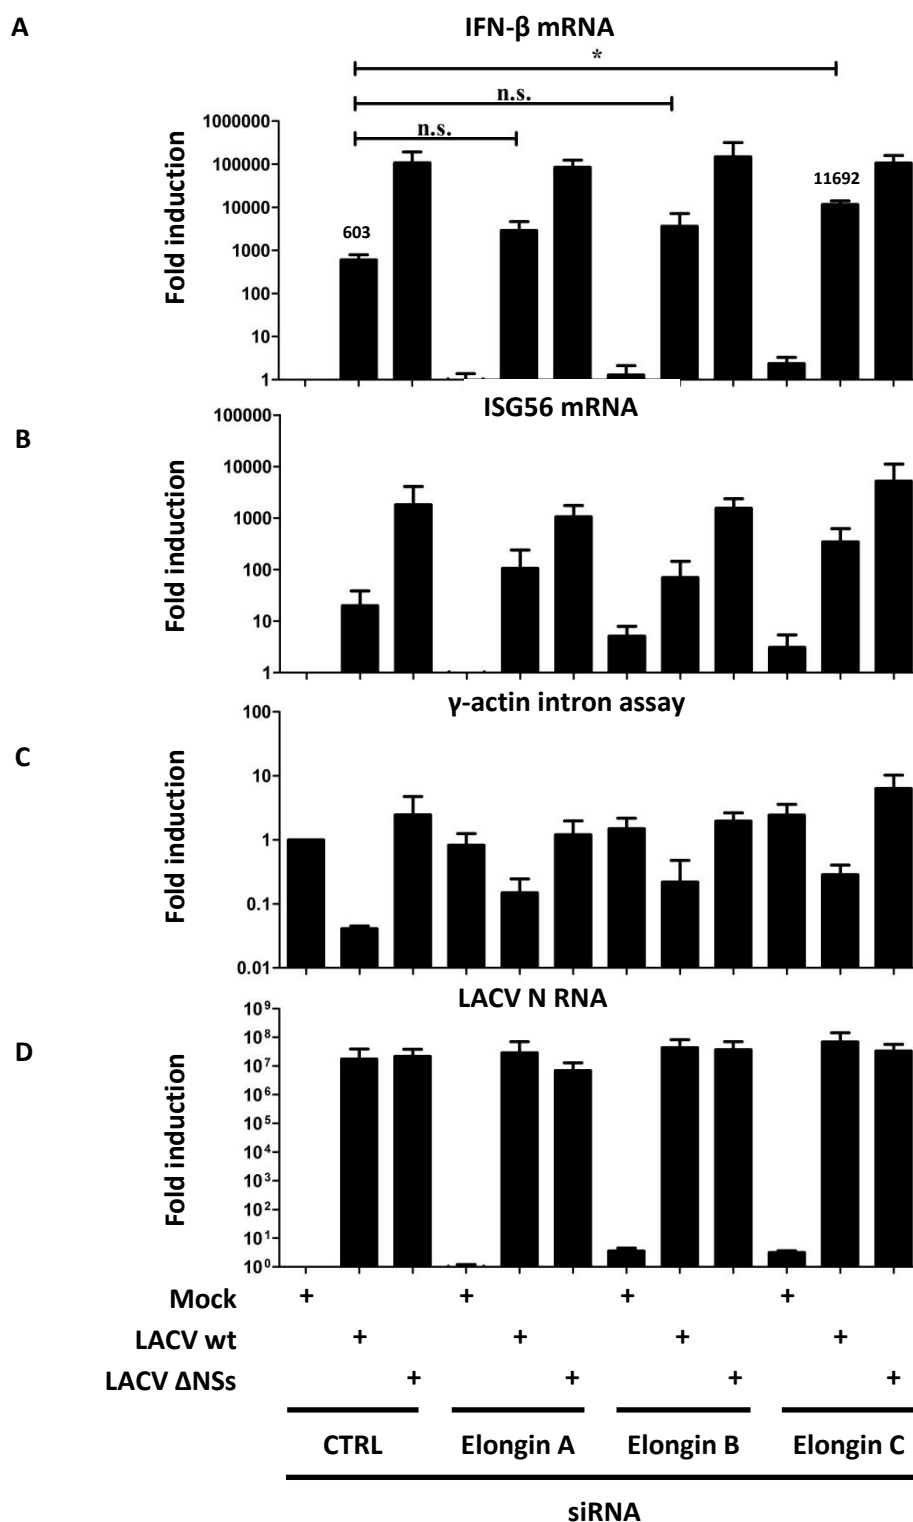 A
IFN-β mRNA
*
n.s.
n.s.
1000000
100000
10000
1000
100
10
1
Fold induction
603
11692
B
ISG56 mRNA
100000
10000
1000
100
10
1
Fold induction
C
γ-actin intron assay
100
10
1
0.1
0.01
Fold induction
D
LACV N RNA
10⁹
10⁸
10⁷
10⁶
10⁵
10⁴
10³
10²
10¹
10⁰
Fold induction
Mock + + + +
LACV wt + + + +
LACV ΔNSs + + + +
CTRL Elongin A Elongin B Elongin C
siRNA